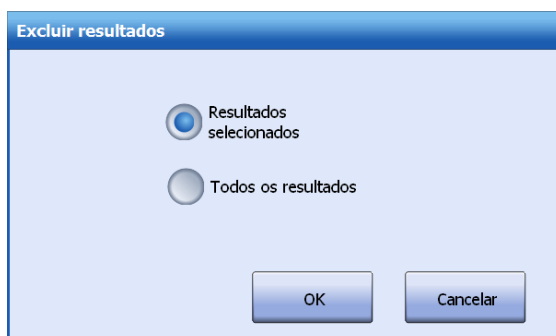 Excluir resultados
Resultados
selecionados
Todos os resultados
OK
Cancelar